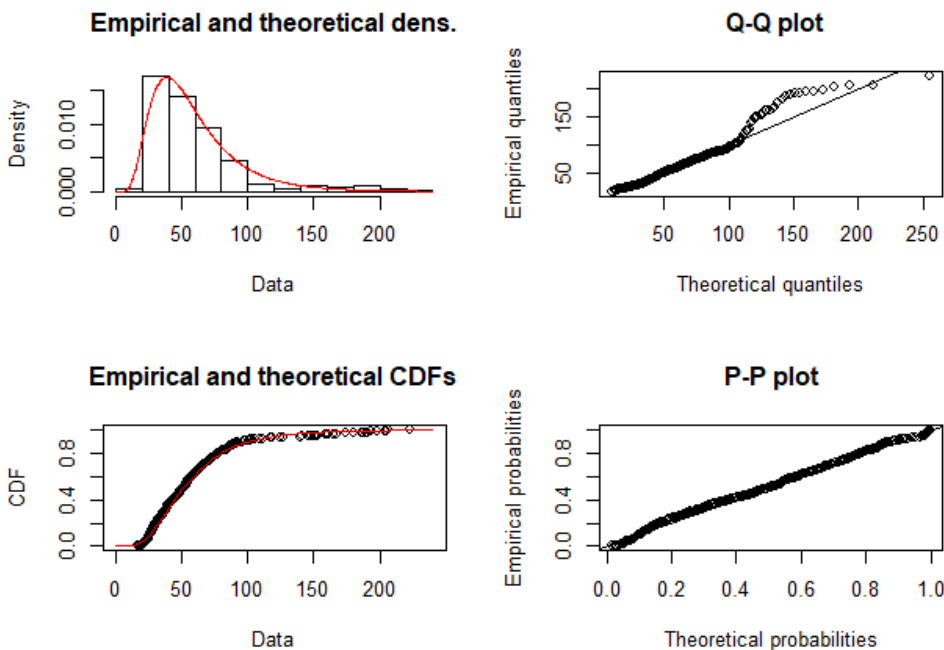 Empirical and theoretical dens.
Density
0.000
0.010
0
50
100
150
200
Data
Q-Q plot
Empirical quantiles
50
150
50
100
150
200
250
Theoretical quantiles
Empirical and theoretical CDFs
CDF
0.0
0.4
0.8
0
50
100
150
200
Data
P-P plot
Empirical probabilities
0.0
0.4
0.8
0.0
0.2
0.4
0.6
0.8
1.0
Theoretical probabilities